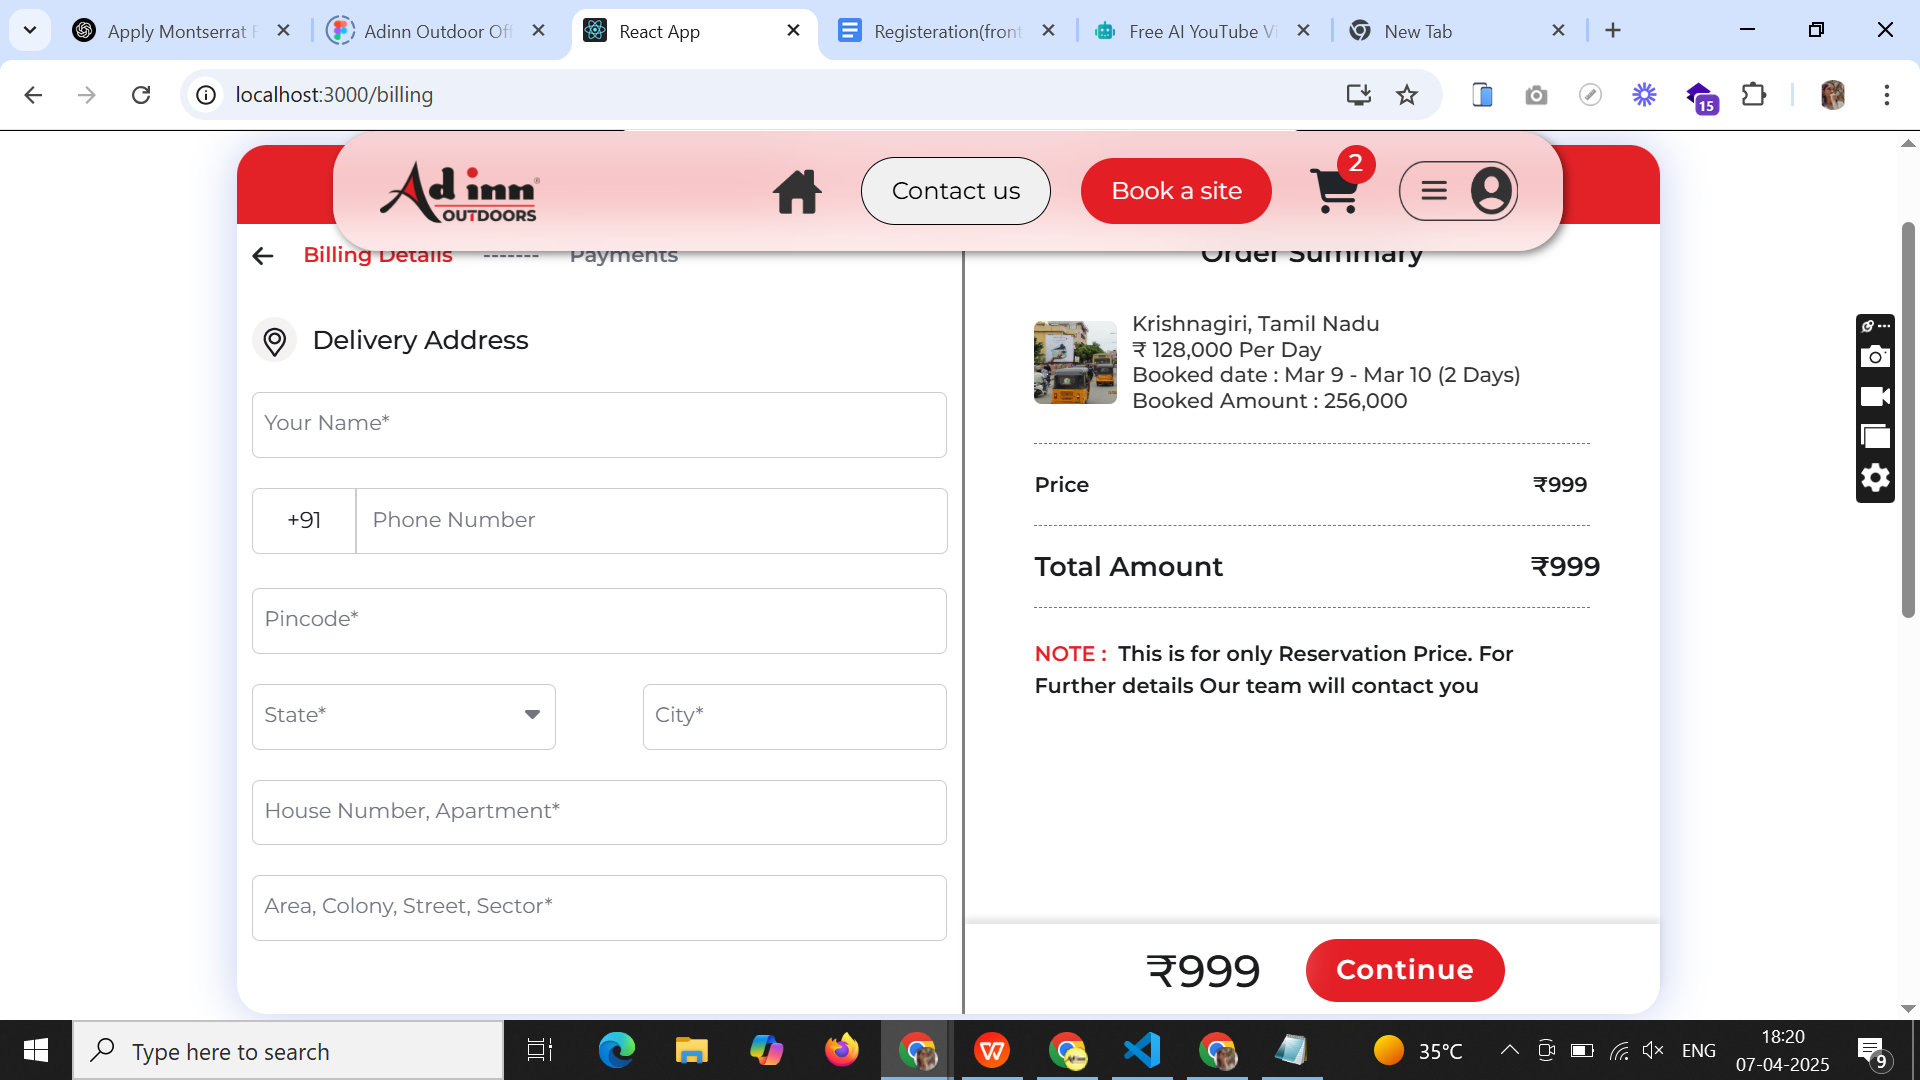 Apply Montserrat F
Adinn Outdoor Off
React App
Registeration(front
Free AI YouTube Vi
New Tab
localhost:3000/billing
15
Ad inn
®
OUTDOORS
Contact us
Book a site
2
Billing Details
-------
Payments
Order Summary
Delivery Address
Your Name*
+91
Phone Number
Pincode*
State*
City*
House Number, Apartment*
Area, Colony, Street, Sector*
Krishnagiri, Tamil Nadu
₹ 128,000 Per Day
Booked date : Mar 9 - Mar 10 (2 Days)
Booked Amount : 256,000
Price ₹999
Total Amount ₹999
NOTE : This is for only Reservation Price. For
Further details Our team will contact you
₹999
Continue
Type here to search
35°C
ENG
18:20
07-04-2025
9